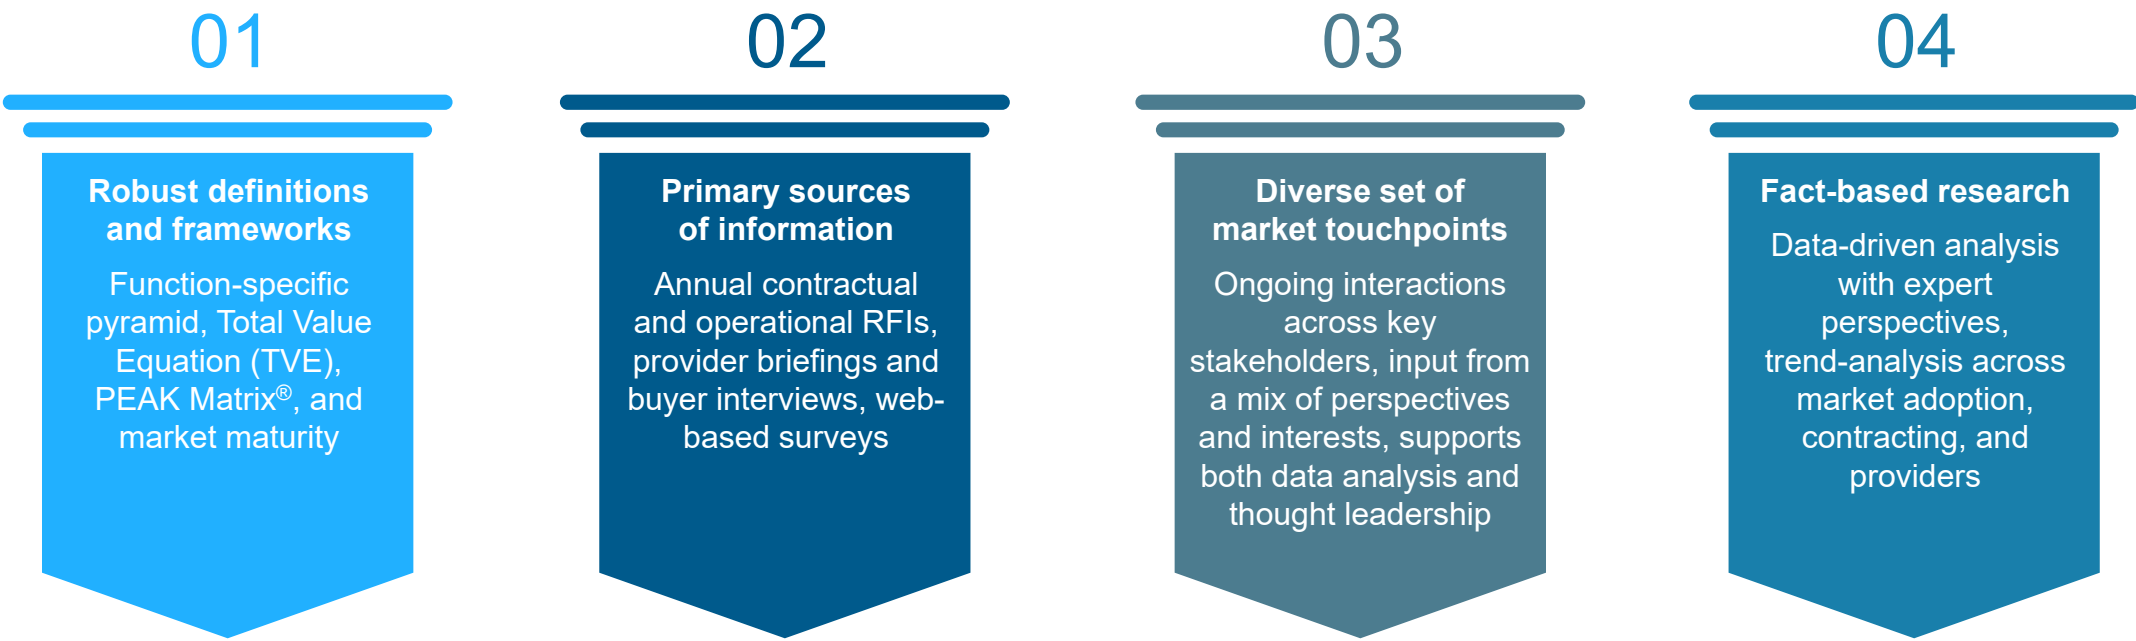 01
Robust definitions
and frameworks
Function-specific
pyramid, Total Value
Equation (TVE),
PEAK Matrix®, and
market maturity
02
Primary sources
of information
Annual contractual
and operational RFIs,
provider briefings and
buyer interviews, web-
based surveys
03
Diverse set of
market touchpoints
Ongoing interactions
across key
stakeholders, input from
a mix of perspectives
and interests, supports
both data analysis and
thought leadership
04
Fact-based research
Data-driven analysis
with expert
perspectives,
trend-analysis across
market adoption,
contracting, and
providers